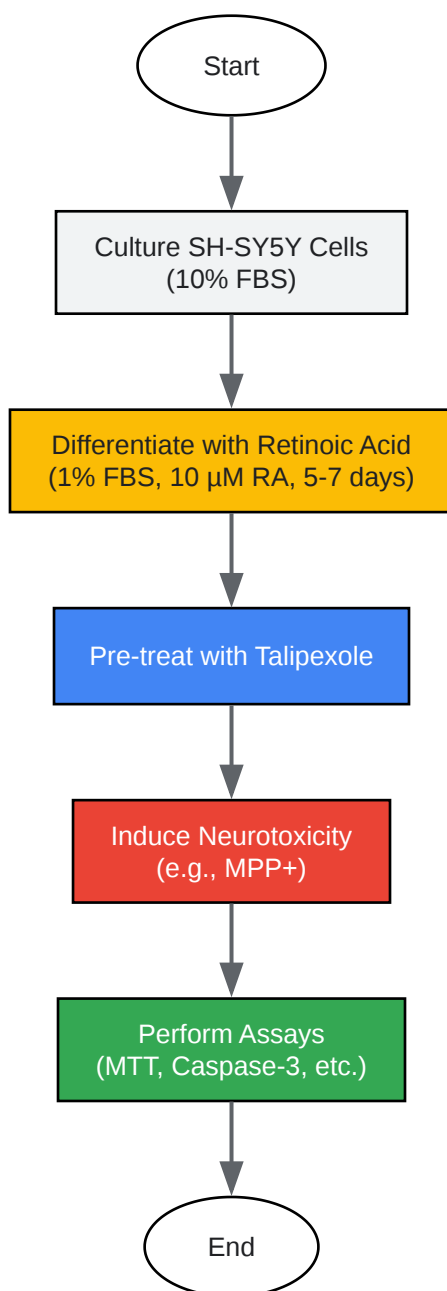 Start
Culture SH-SY5Y Cells
(10% FBS)
Differentiate with Retinoic Acid
(1% FBS, 10 µM RA, 5-7 days)
Pre-treat with Talipexole
Induce Neurotoxicity
(e.g., MPP+)
Perform Assays
(MTT, Caspase-3, etc.)
End